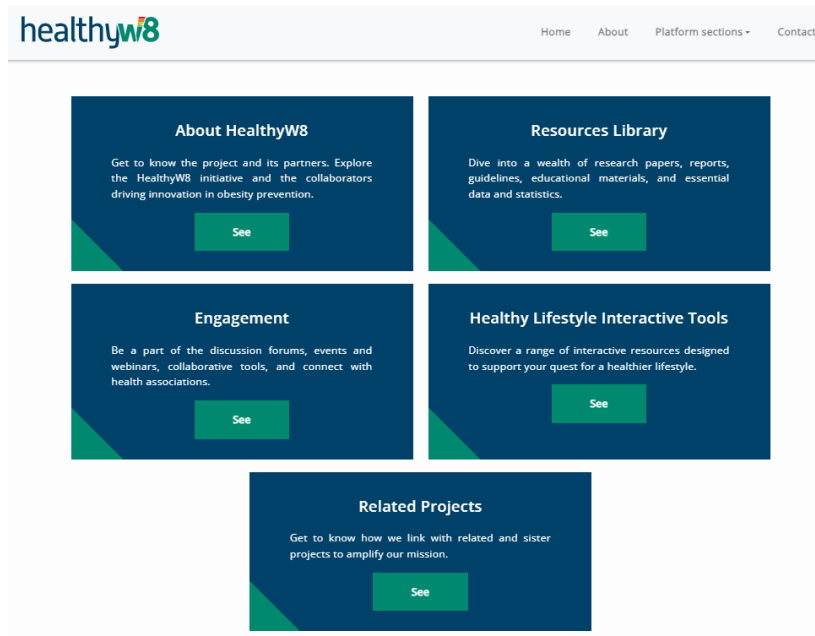 healthyw8
Home About Platform sections Contact
About HealthyW8
Get to know the project and its partners. Explore
the HealthyW8 initiative and the collaborators
driving innovation in obesity prevention.
See
Resources Library
Dive into a wealth of research papers, reports,
guidelines, educational materials, and essential
data and statistics.
See
Engagement
Be a part of the discussion forums, events and
webinars, collaborative tools, and connect with
health associations.
See
Healthy Lifestyle Interactive Tools
Discover a range of interactive resources designed
to support your quest for a healthier lifestyle.
See
Related Projects
Get to know how we link with related and sister
projects to amplify our mission.
See